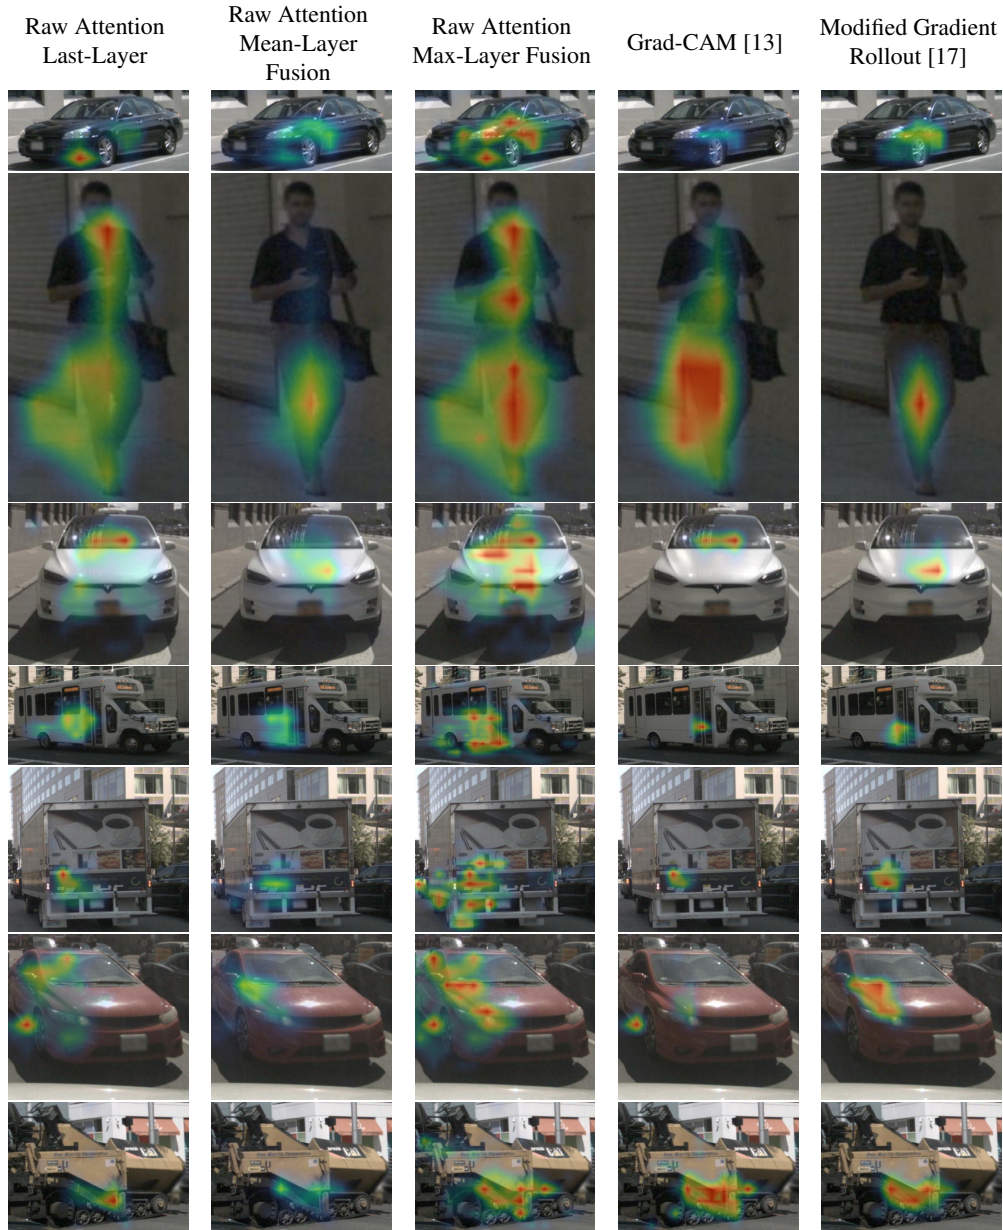 Raw Attention
Last-Layer
Raw Attention
Mean-Layer
Fusion
Raw Attention
Max-Layer Fusion
Grad-CAM [13]
Modified Gradient
Rollout [17]